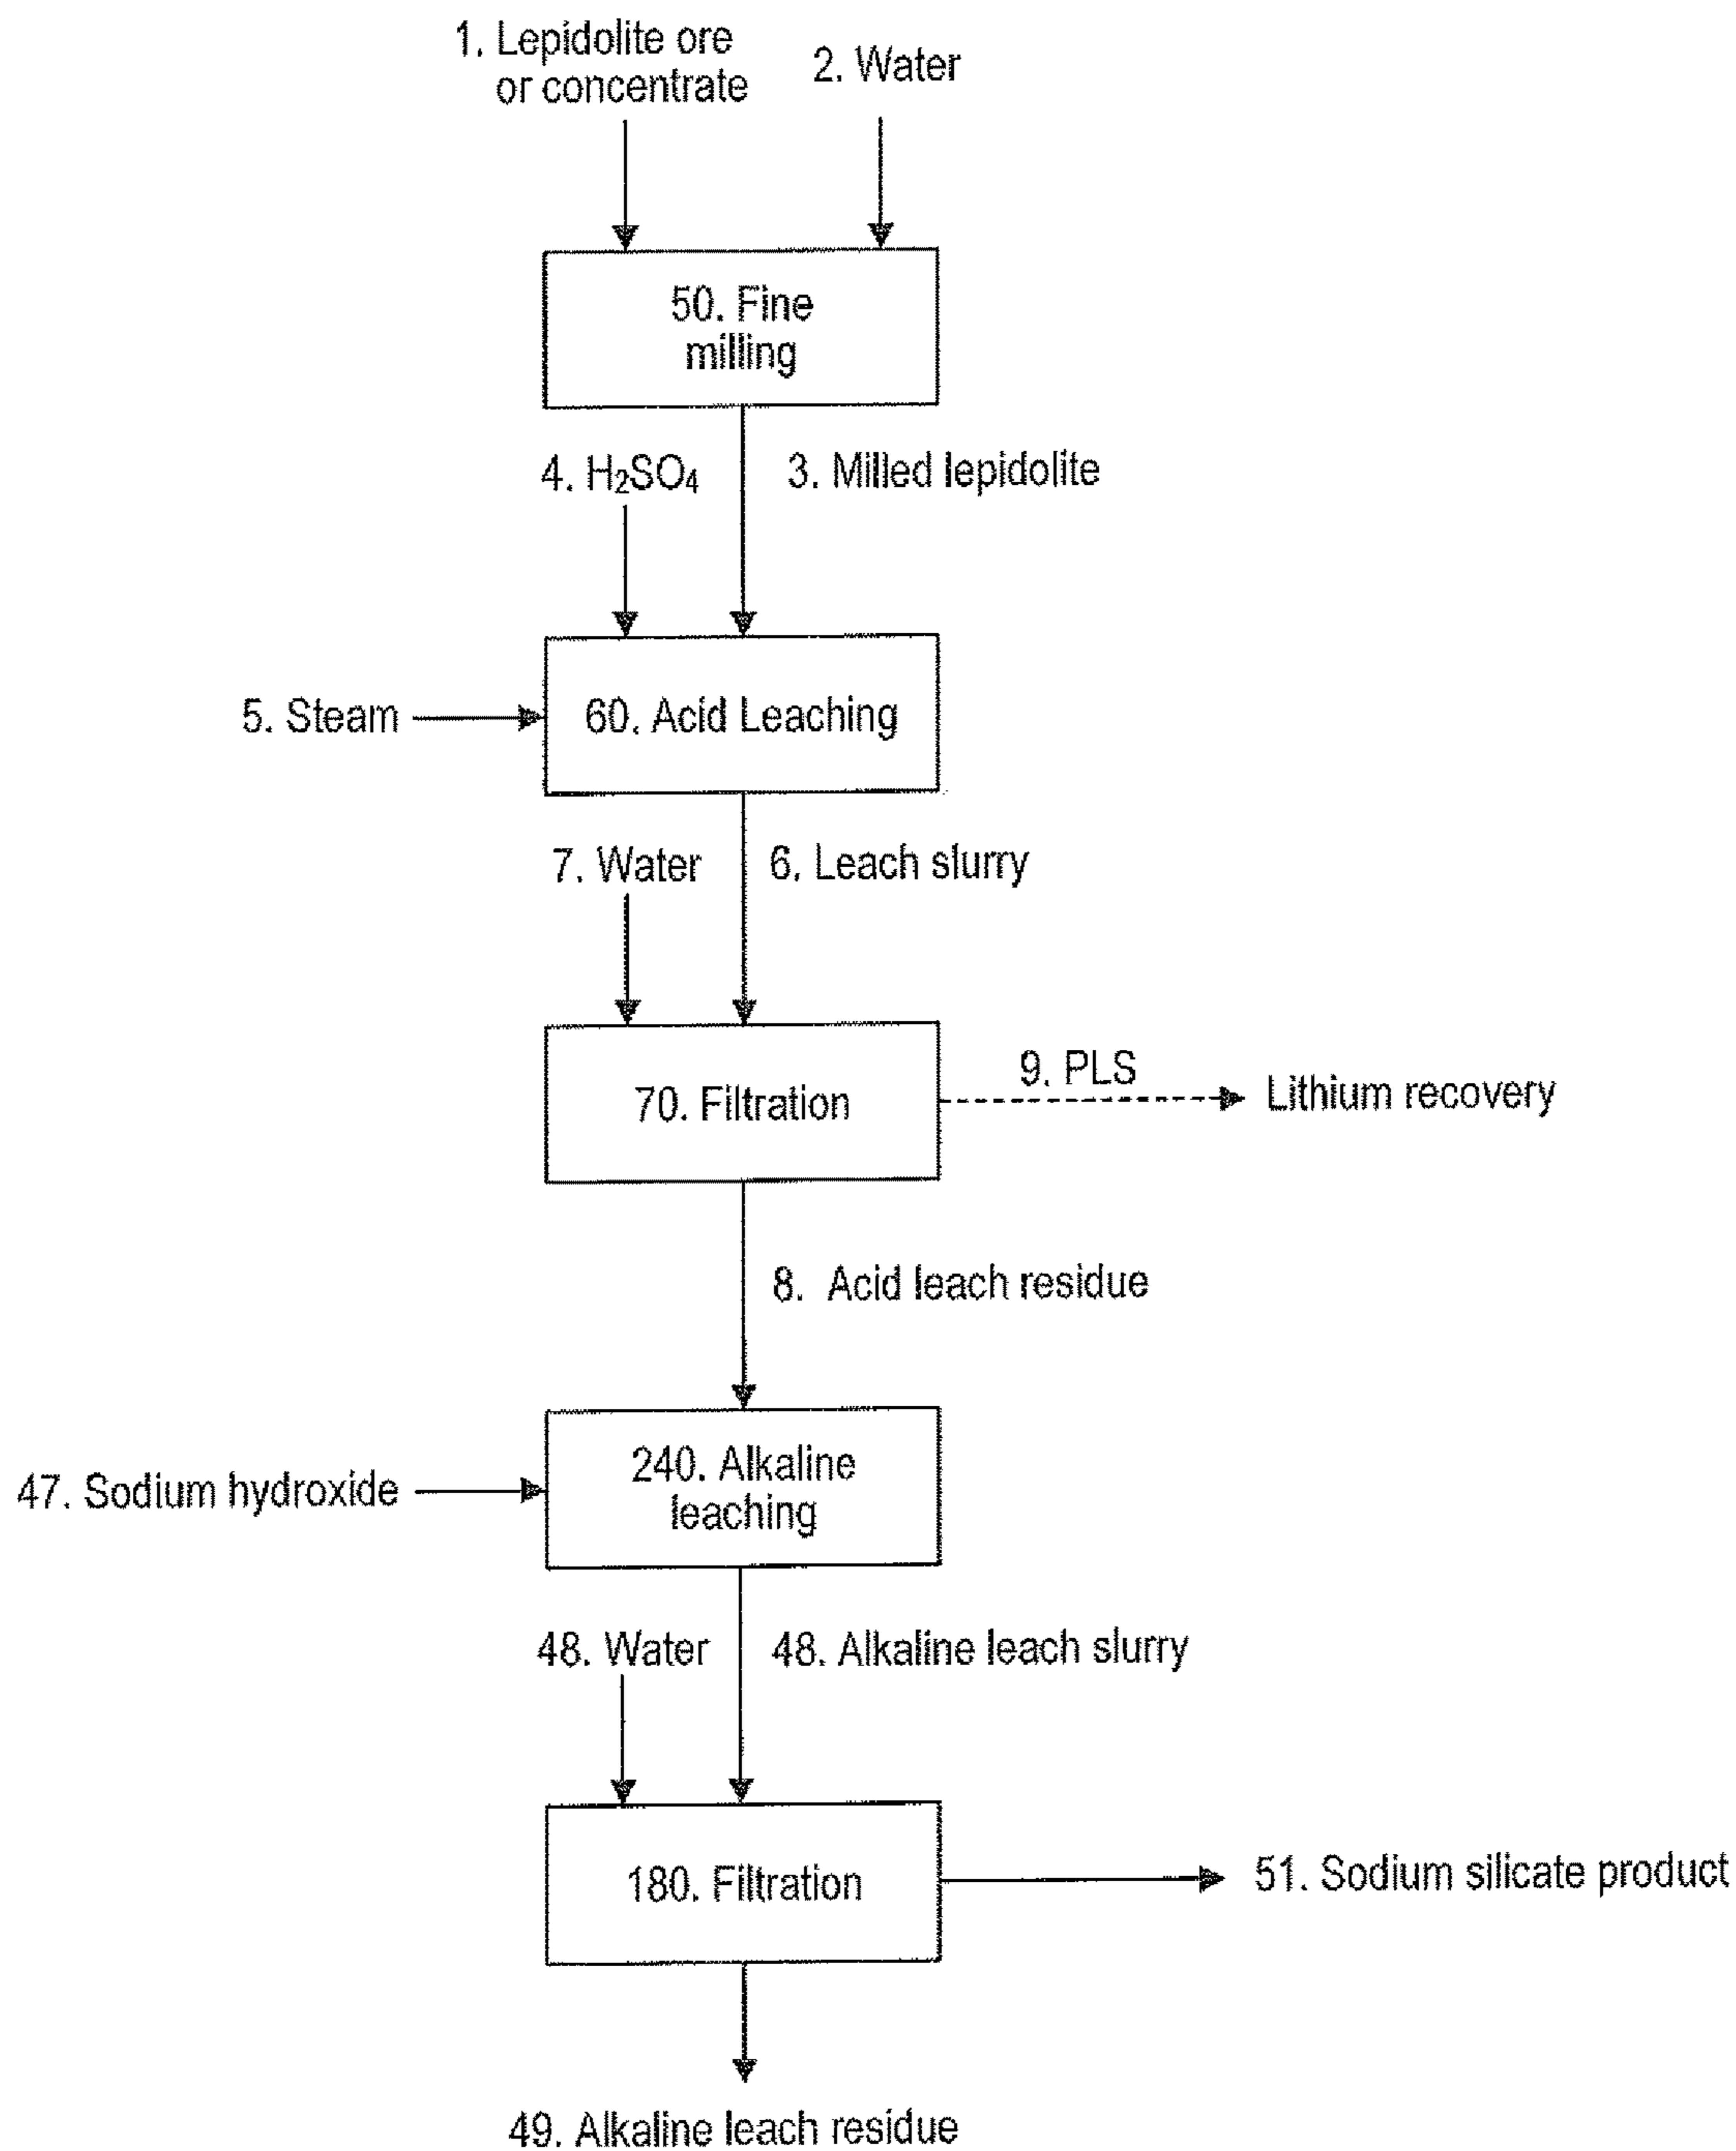 1. Lepidolite ore
or concentrate
2. Water
50. Fine
milling
4. H₂SO₄
3. Milled lepidolite
5. Steam
60. Acid Leaching
7. Water
6. Leach slurry
70. Filtration
9. PLS
Lithium recovery
8. Acid leach residue
47. Sodium hydroxide
240. Alkaline
leaching
48. Water
48. Alkaline leach slurry
180. Filtration
51. Sodium silicate product
49. Alkaline leach residue